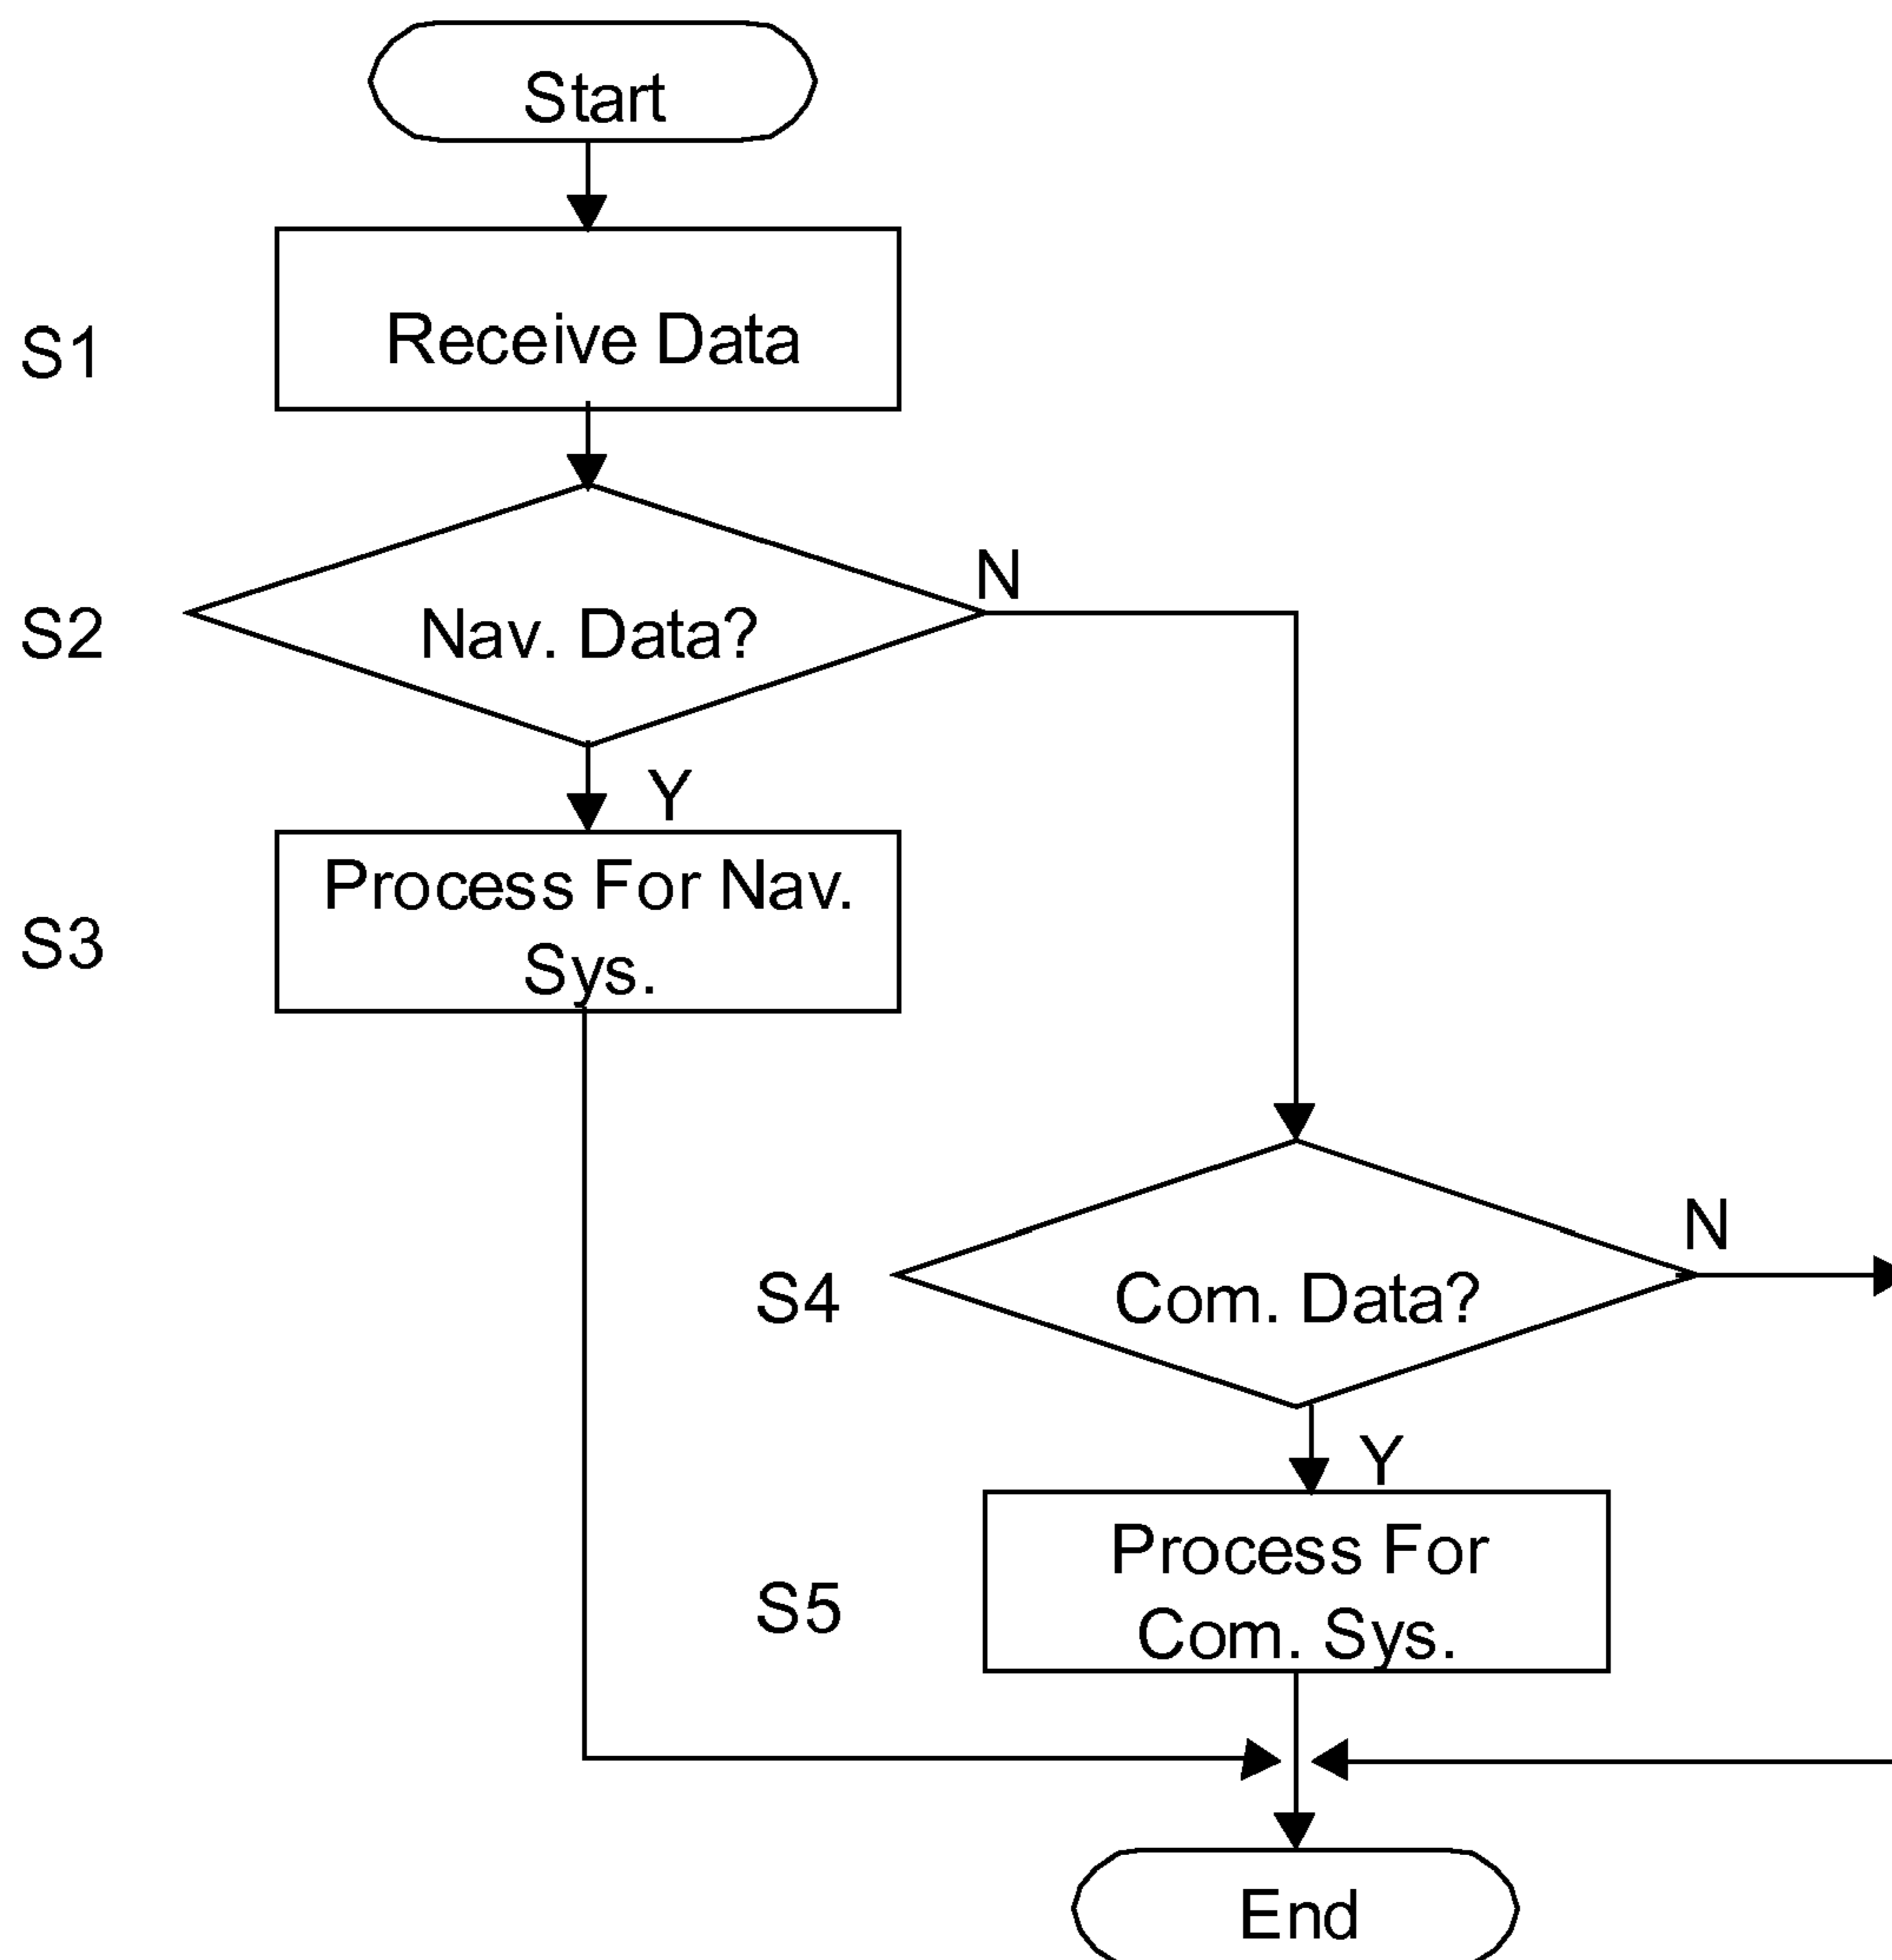 Start
S1
Receive Data
S2
Nav. Data?
N
Y
S3
Process For Nav.
Sys.
S4
Com. Data?
N
Y
S5
Process For
Com. Sys.
End